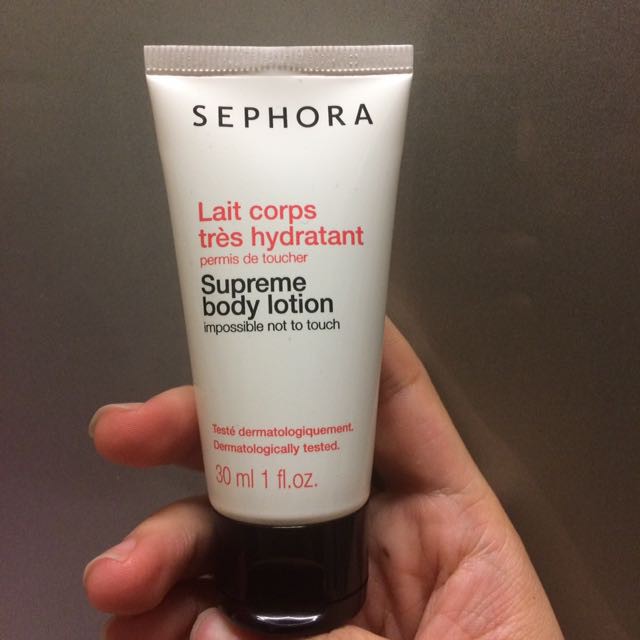 SEPHORA
Lait corps
très hydratant
permis de toucher
Supreme
body lotion
impossible not to touch
Testé dermatologiquement.
Dermatologically tested.
30 ml 1 fl.oz.